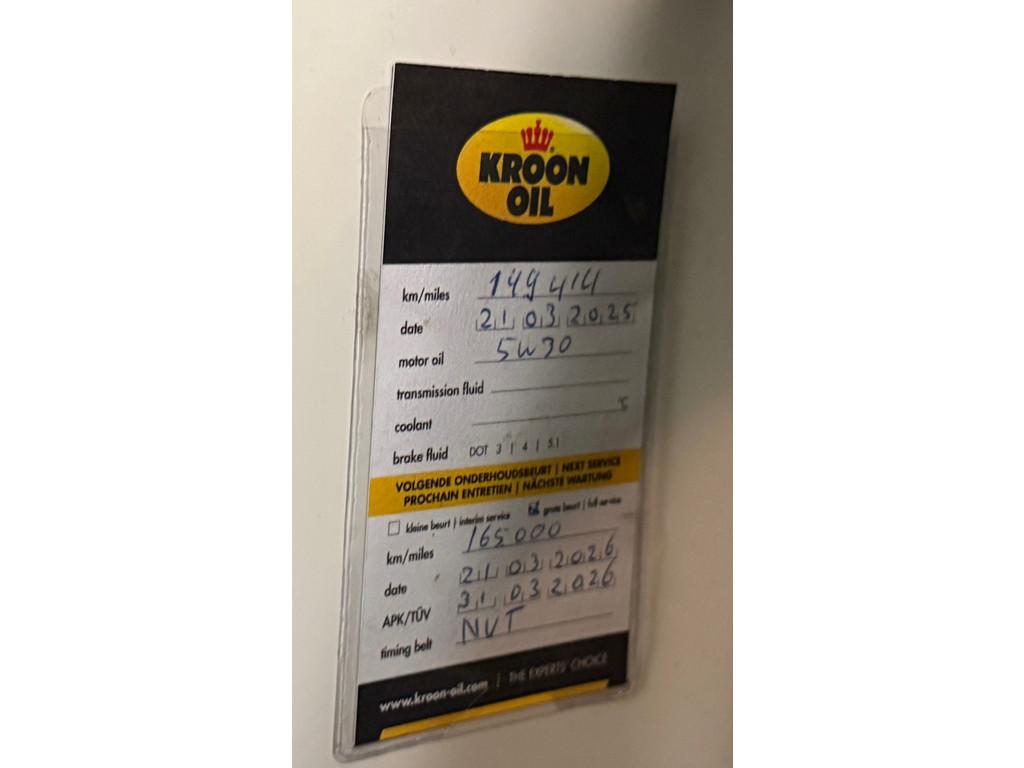 KROON
OIL
km/miles 149414
date 21 03 2025
motor oil 5W30
transmission fluid
coolant
brake fluid DOT 3 | 4 | 5.1
VOLGENDE ONDERHOUDSBEURT | NEXT SERVICE
PROCHAIN ENTRETIEN | NÄCHSTE WARTUNG
kleine beurt | interim service grote beurt | full service
km/miles 165000
date 21 03 2026
APK/TÜV 31 03 2026
timing belt NVT
www.kroon-oil.com | THE EXPERTS' CHOICE